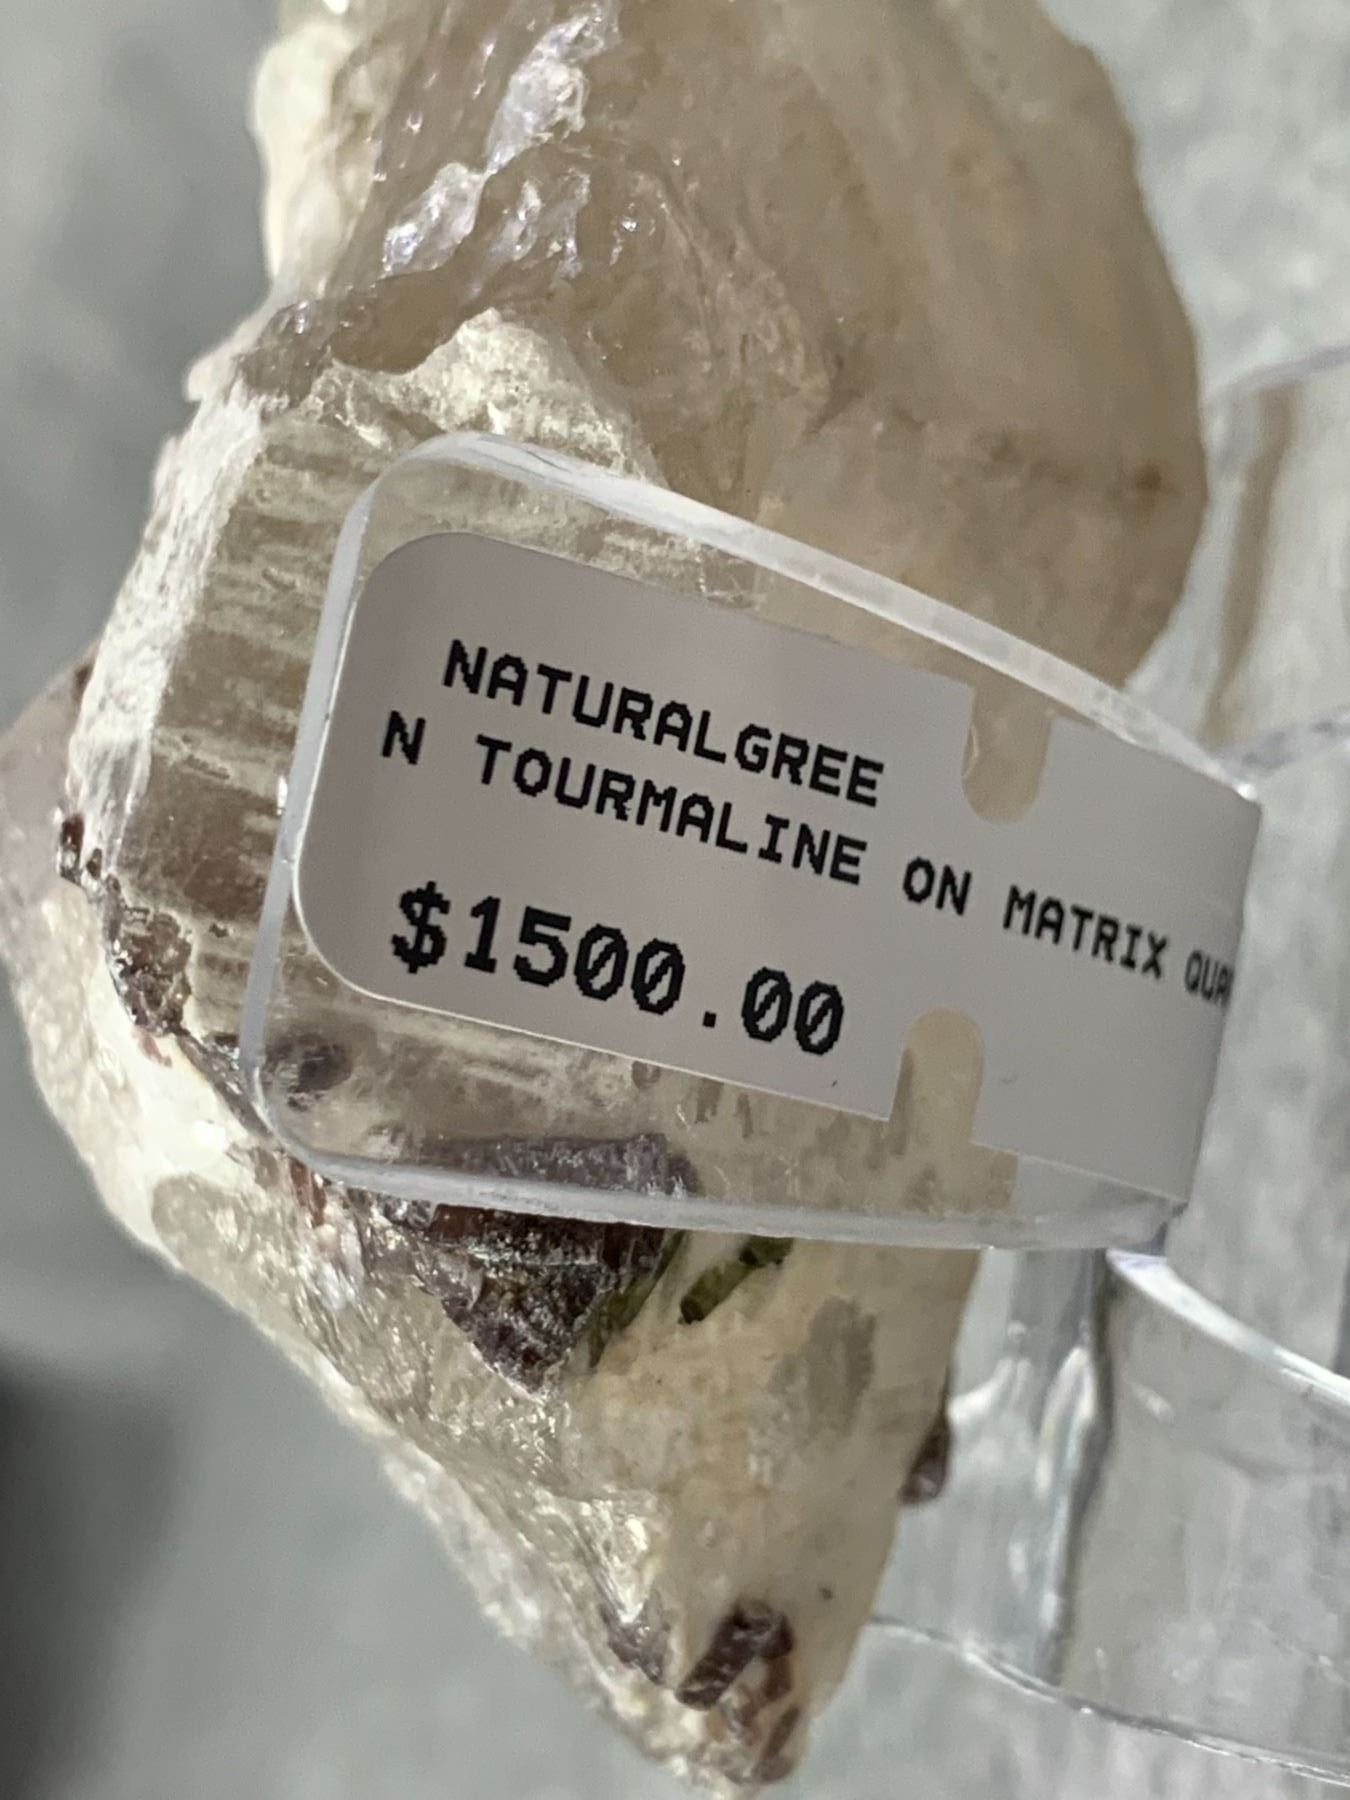 NATURALGREE
N TOURMALINE ON MATRIX
$1500.00